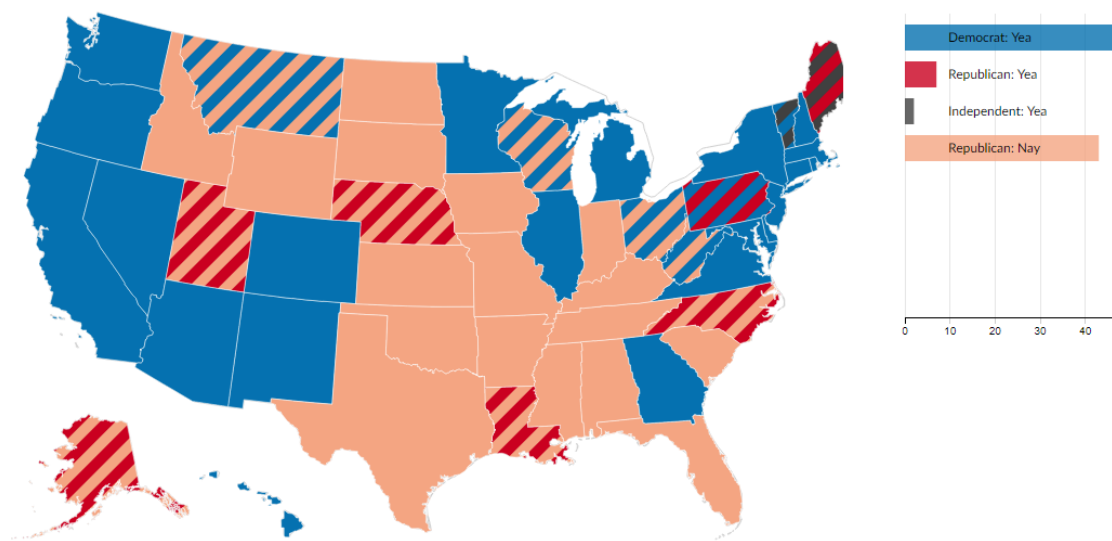 Democrat: Yea
Republican: Yea
Independent: Yea
Republican: Nay
0 10 20 30 40